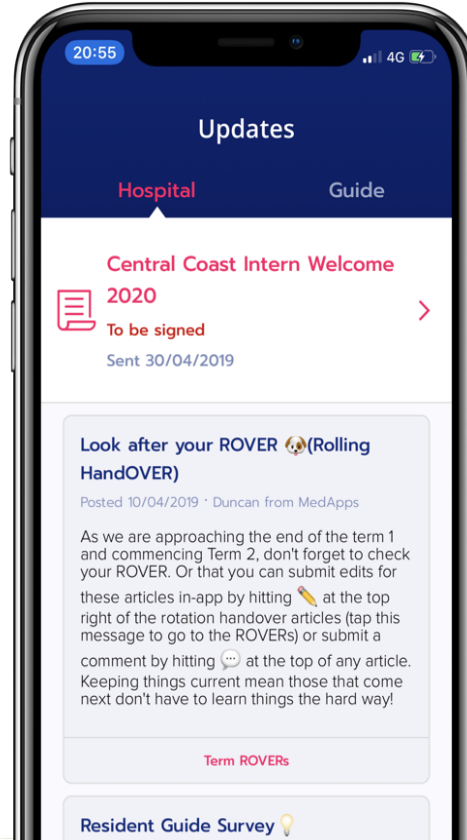 20:55
4G
Updates
Hospital Guide
Central Coast Intern Welcome
2020
To be signed
Sent 30/04/2019
Look after your ROVER 🐶(Rolling
HandOVER)
Posted 10/04/2019 · Duncan from MedApps
As we are approaching the end of the term 1
and commencing Term 2, don't forget to check
your ROVER. Or that you can submit edits for
these articles in-app by hitting ✏️ at the top
right of the rotation handover articles (tap this
message to go to the ROVERs) or submit a
comment by hitting 💬 at the top of any article.
Keeping things current mean those that come
next don't have to learn things the hard way!
Term ROVERs
Resident Guide Survey 💡